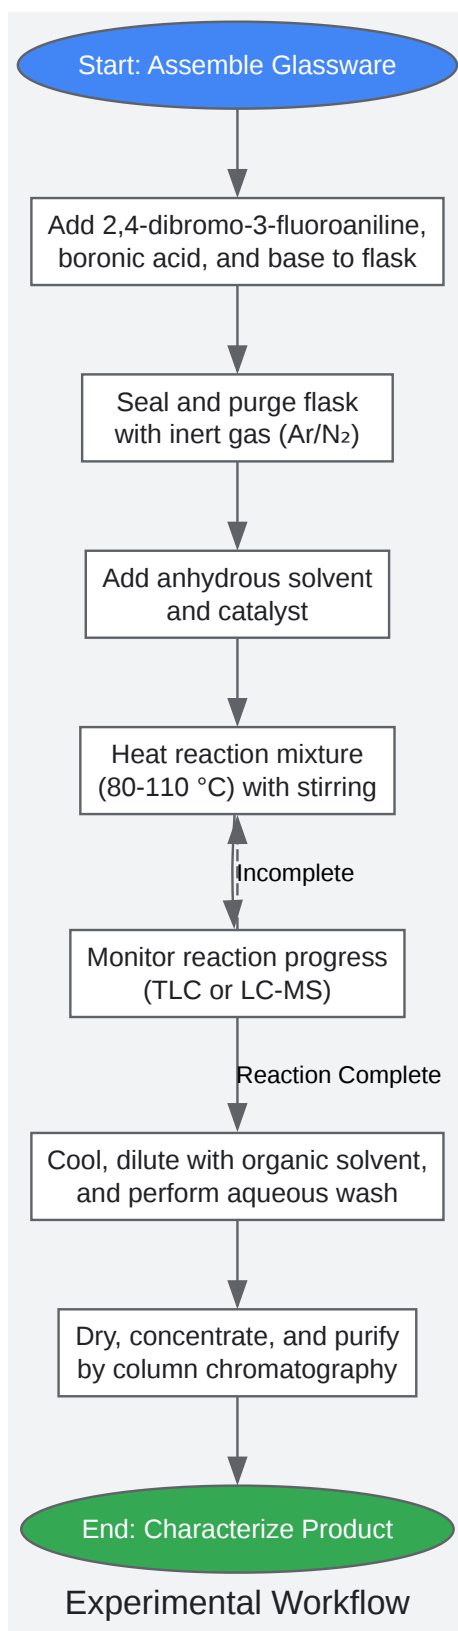 Start: Assemble Glassware
Add 2,4-dibromo-3-fluoroaniline,
boronic acid, and base to flask
Seal and purge flask
with inert gas (Ar/N₂)
Add anhydrous solvent
and catalyst
Heat reaction mixture
(80-110 °C) with stirring
Incomplete
Monitor reaction progress
(TLC or LC-MS)
Reaction Complete
Cool, dilute with organic solvent,
and perform aqueous wash
Dry, concentrate, and purify
by column chromatography
End: Characterize Product
Experimental Workflow